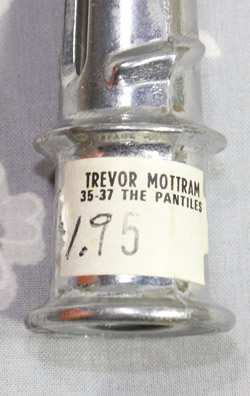 TREVOR MOTTRAM
35-37 THE PANTILES
1.95